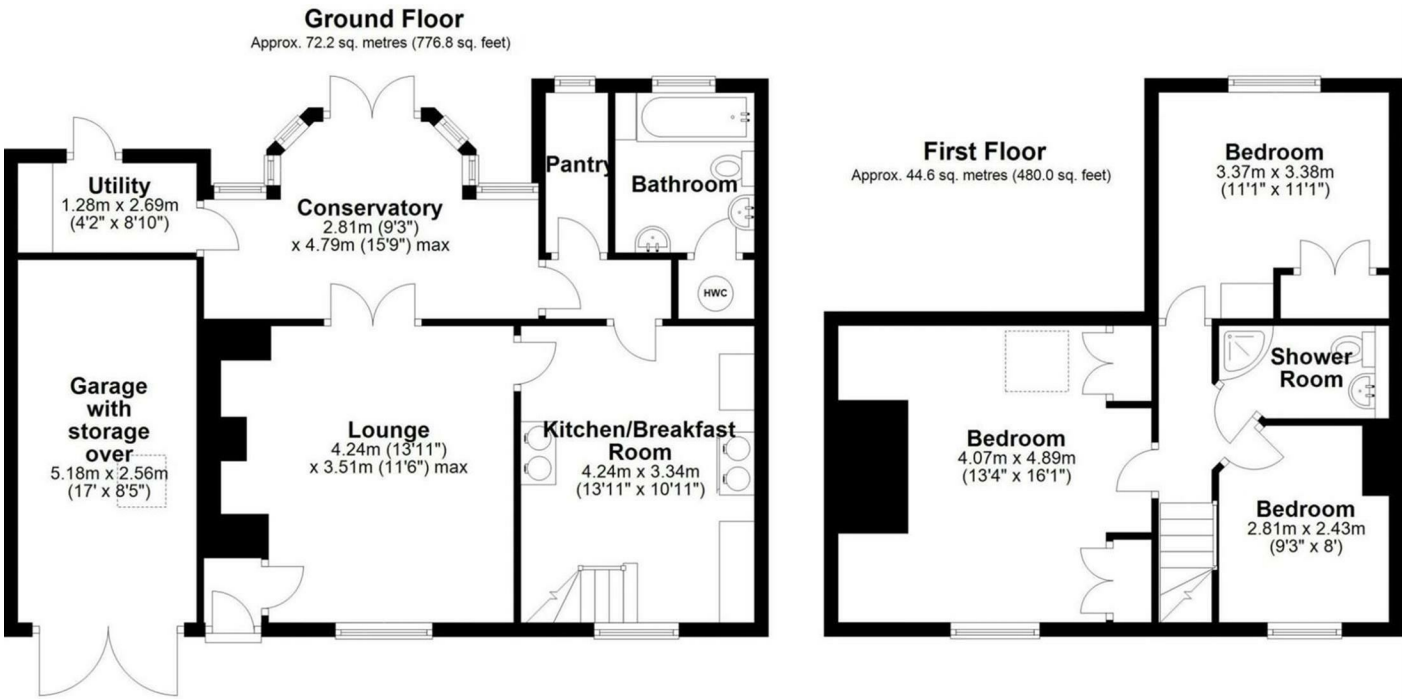 Ground Floor
Approx. 72.2 sq. metres (776.8 sq. feet)
Utility
1.28m x 2.69m
(4'2" x 8'10")
Conservatory
2.81m (9'3")
x 4.79m (15'9") max
Pantry
Bathroom
HWC
Garage
with
storage
over
5.18m x 2.56m
(17' x 8'5")
Lounge
4.24m (13'11")
x 3.51m (11'6") max
Kitchen/Breakfast
Room
4.24m x 3.34m
(13'11" x 10'11")
First Floor
Approx. 44.6 sq. metres (480.0 sq. feet)
Bedroom
3.37m x 3.38m
(11'1" x 11'1")
Shower
Room
Bedroom
4.07m x 4.89m
(13'4" x 16'1")
Bedroom
2.81m x 2.43m
(9'3" x 8')